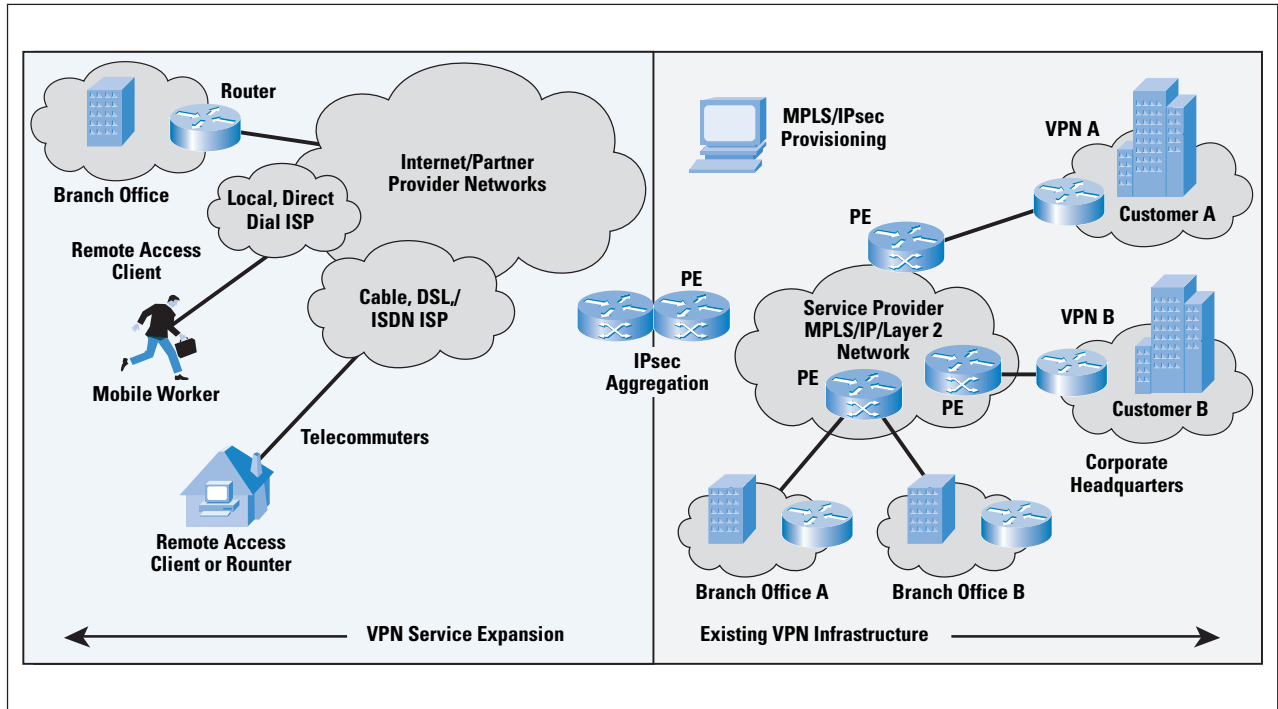 Router
Branch Office
Internet/Partner
Provider Networks
Local, Direct
Dial ISP
Remote Access
Client
Mobile Worker
Cable, DSL,/
ISDN ISP
Telecommuters
Remote Access
Client or Rounter
VPN Service Expansion
PE
IPsec
Aggregation
MPLS/IPsec
Provisioning
VPN A
Customer A
PE
Service Provider
MPLS/IP/Layer 2
Network
PE
PE
VPN B
Customer B
Corporate
Headquarters
Branch Office A
Branch Office B
Existing VPN Infrastructure